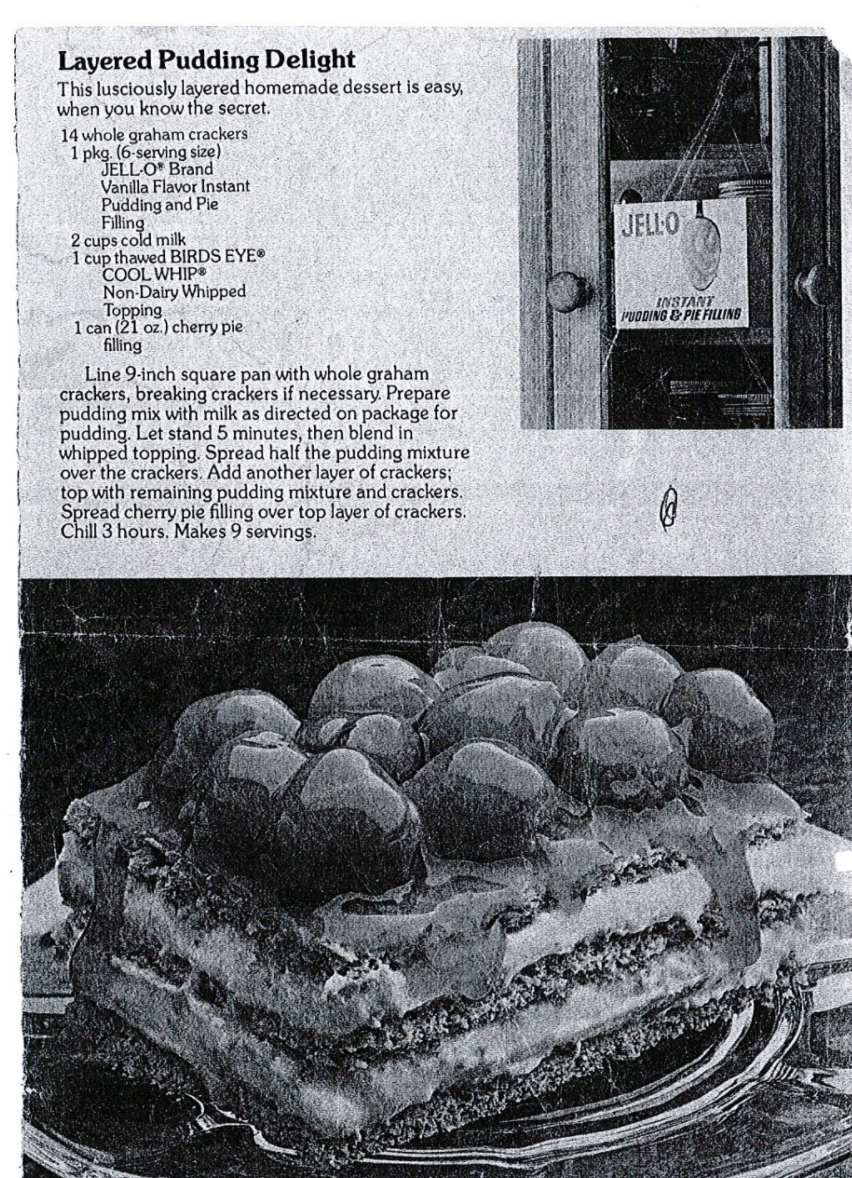 Layered Pudding Delight
This lusciously layered homemade dessert is easy,
when you know the secret.
14 whole graham crackers
1 pkg. (6-serving size)
JELL-O® Brand
Vanilla Flavor Instant
Pudding and Pie
Filling
2 cups cold milk
1 cup thawed BIRDS EYE®
COOL WHIP®
Non-Dairy Whipped
Topping
1 can (21 oz.) cherry pie
filling
Line 9-inch square pan with whole graham
crackers, breaking crackers if necessary. Prepare
pudding mix with milk as directed on package for
pudding. Let stand 5 minutes, then blend in
whipped topping. Spread half the pudding mixture
over the crackers. Add another layer of crackers;
top with remaining pudding mixture and crackers.
Spread cherry pie filling over top layer of crackers.
Chill 3 hours. Makes 9 servings.
JELL-O
INSTANT
PUDDING & PIE FILLING